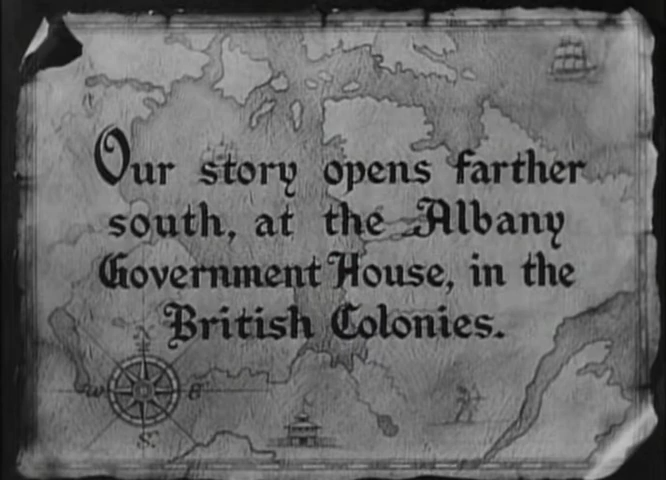 Our story opens farther
south, at the Albany
Government House, in the
British Colonies.
N
W
E
S